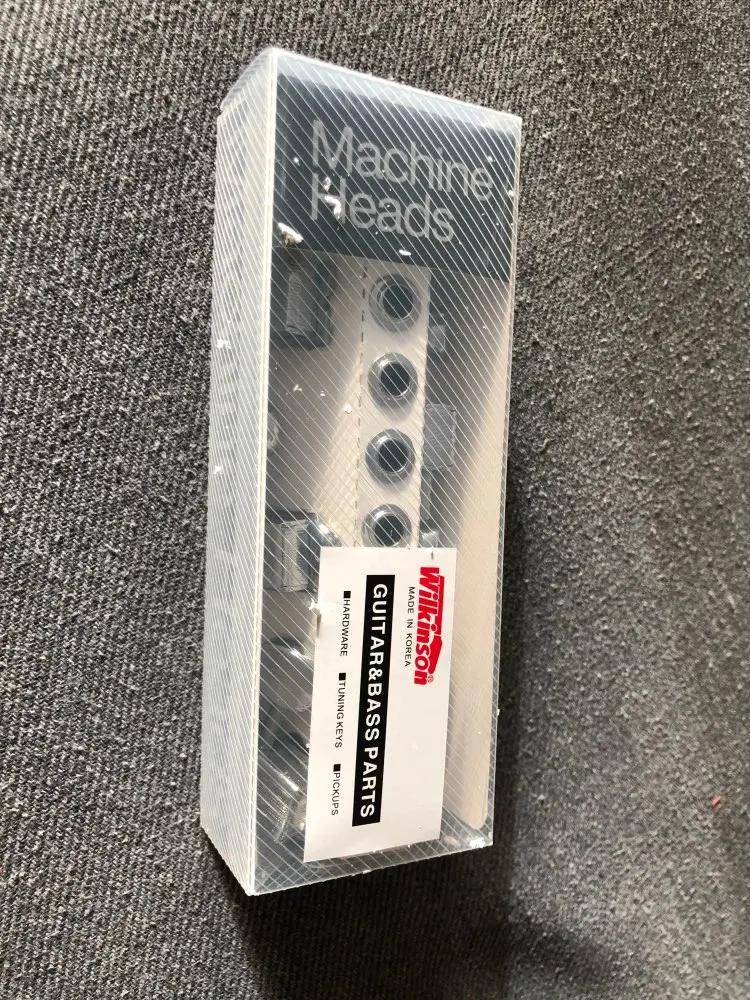 Machine
Heads
Wilkinson®
MADE IN KOREA
GUITAR&BASS PARTS
■HARDWARE ■TUNING KEYS ■PICKUPS